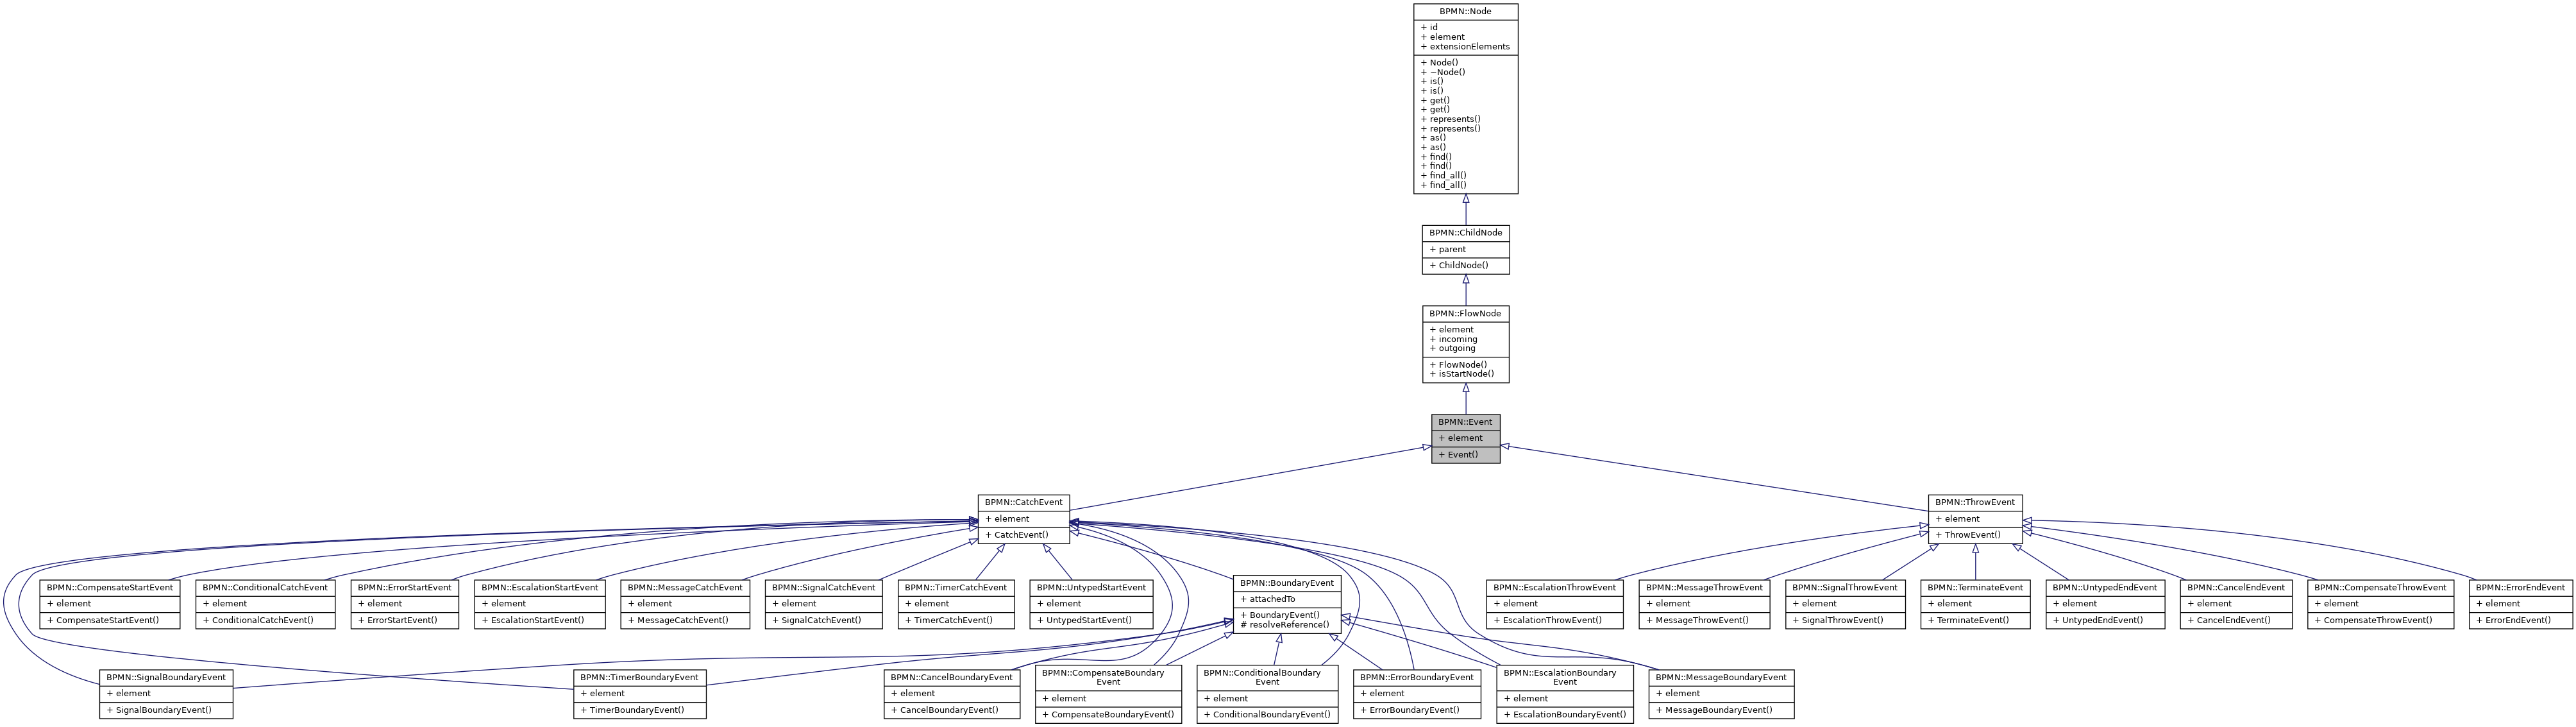 BPMN::Node
+ id
+ element
+ extensionElements
+ Node()
+ ~Node()
+ is()
+ is()
+ get()
+ get()
+ represents()
+ represents()
+ as()
+ as()
+ find()
+ find()
+ find_all()
+ find_all()
BPMN::ChildNode
+ parent
+ ChildNode()
BPMN::FlowNode
+ element
+ incoming
+ outgoing
+ FlowNode()
+ isStartNode()
BPMN::Event
+ element
+ Event()
BPMN::CatchEvent
+ element
+ CatchEvent()
BPMN::ThrowEvent
+ element
+ ThrowEvent()
BPMN::CompensateStartEvent
+ element
+ CompensateStartEvent()
BPMN::ConditionalCatchEvent
+ element
+ ConditionalCatchEvent()
BPMN::ErrorStartEvent
+ element
+ ErrorStartEvent()
BPMN::EscalationStartEvent
+ element
+ EscalationStartEvent()
BPMN::MessageCatchEvent
+ element
+ MessageCatchEvent()
BPMN::SignalCatchEvent
+ element
+ SignalCatchEvent()
BPMN::TimerCatchEvent
+ element
+ TimerCatchEvent()
BPMN::UntypedStartEvent
+ element
+ UntypedStartEvent()
BPMN::BoundaryEvent
+ attachedTo
+ BoundaryEvent()
# resolveReference()
BPMN::EscalationThrowEvent
+ element
+ EscalationThrowEvent()
BPMN::MessageThrowEvent
+ element
+ MessageThrowEvent()
BPMN::SignalThrowEvent
+ element
+ SignalThrowEvent()
BPMN::TerminateEvent
+ element
+ TerminateEvent()
BPMN::UntypedEndEvent
+ element
+ UntypedEndEvent()
BPMN::CancelEndEvent
+ element
+ CancelEndEvent()
BPMN::CompensateThrowEvent
+ element
+ CompensateThrowEvent()
BPMN::ErrorEndEvent
+ element
+ ErrorEndEvent()
BPMN::SignalBoundaryEvent
+ element
+ SignalBoundaryEvent()
BPMN::TimerBoundaryEvent
+ element
+ TimerBoundaryEvent()
BPMN::CancelBoundaryEvent
+ element
+ CancelBoundaryEvent()
BPMN::CompensateBoundary
Event
+ element
+ CompensateBoundaryEvent()
BPMN::ConditionalBoundary
Event
+ element
+ ConditionalBoundaryEvent()
BPMN::ErrorBoundaryEvent
+ element
+ ErrorBoundaryEvent()
BPMN::EscalationBoundary
Event
+ element
+ EscalationBoundaryEvent()
BPMN::MessageBoundaryEvent
+ element
+ MessageBoundaryEvent()